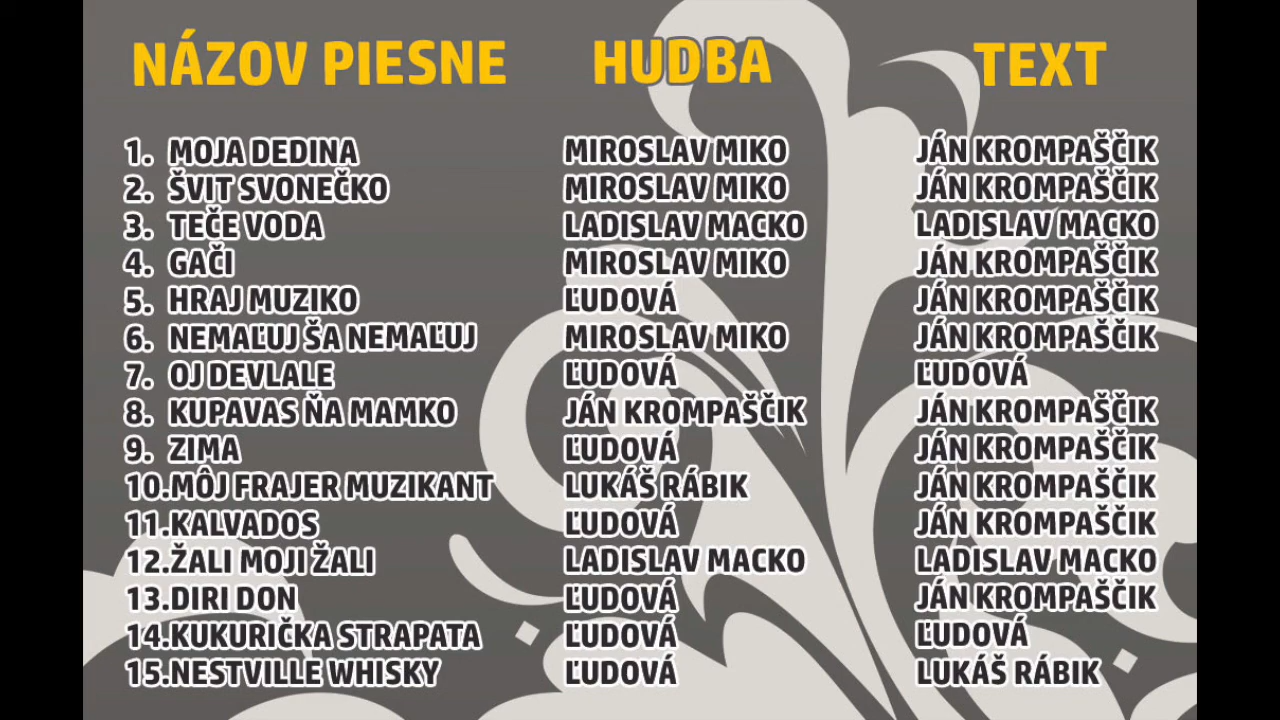 NÁZOV PIESNE HUDBA TEXT
1. MOJA DEDINA MIROSLAV MIKO JÁN KROMPAŠČIK
2. ŠVIT SVONEČKO MIROSLAV MIKO JÁN KROMPAŠČIK
3. TEČE VODA LADISLAV MACKO LADISLAV MACKO
4. GAČI MIROSLAV MIKO JÁN KROMPAŠČIK
5. HRAJ MUZIKO ĽUDOVÁ JÁN KROMPAŠČIK
6. NEMAĽUJ ŠA NEMAĽUJ MIROSLAV MIKO JÁN KROMPAŠČIK
7. OJ DEVLALE ĽUDOVÁ ĽUDOVÁ
8. KUPAVAS ŇA MAMKO JÁN KROMPAŠČIK JÁN KROMPAŠČIK
9. ZIMA ĽUDOVÁ JÁN KROMPAŠČIK
10.MÔJ FRAJER MUZIKANT LUKÁŠ RÁBIK JÁN KROMPAŠČIK
11.KALVADOS ĽUDOVÁ JÁN KROMPAŠČIK
12.ŽALI MOJI ŽALI LADISLAV MACKO LADISLAV MACKO
13.DIRI DON ĽUDOVÁ JÁN KROMPAŠČIK
14.KUKURIČKA STRAPATA ĽUDOVÁ ĽUDOVÁ
15.NESTVILLE WHISKY ĽUDOVÁ LUKÁŠ RÁBIK